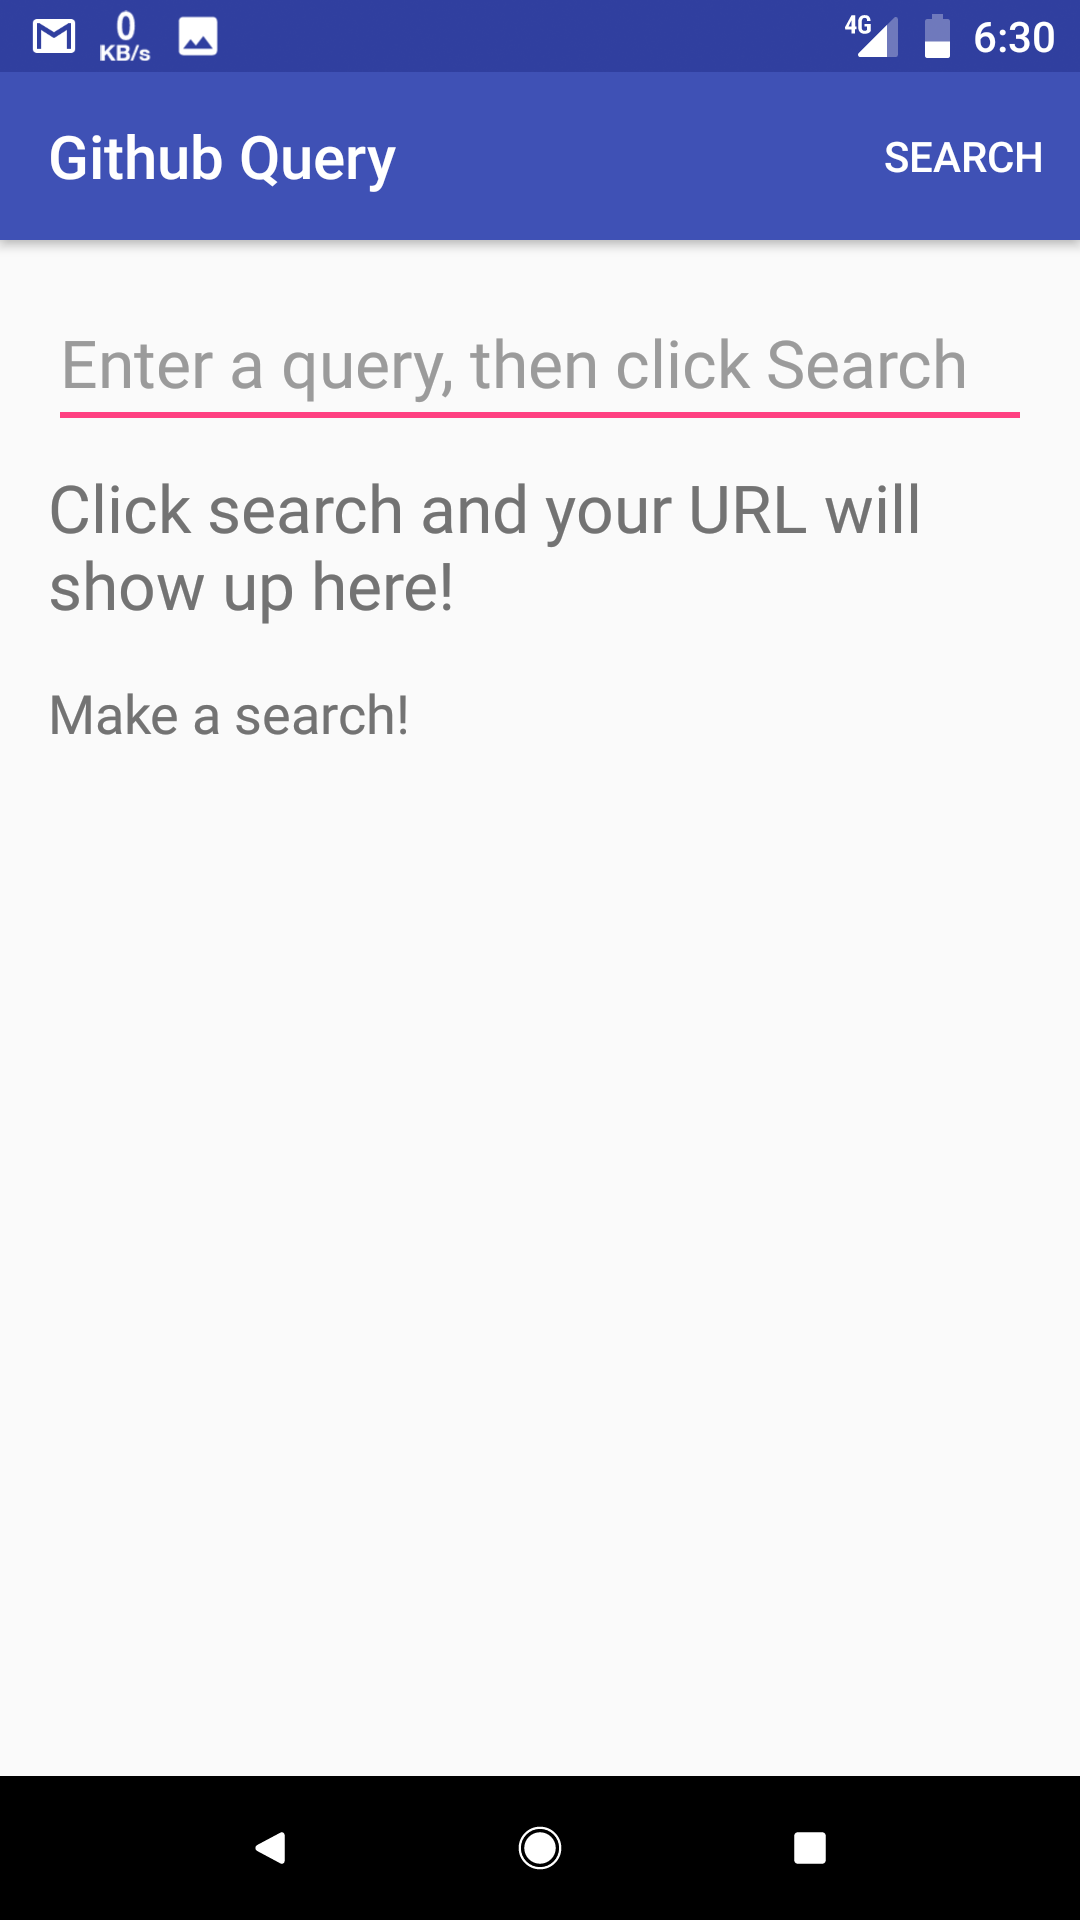 0
KB/s
4G
6:30
Github Query
SEARCH
Enter a query, then click Search
Click search and your URL will
show up here!
Make a search!